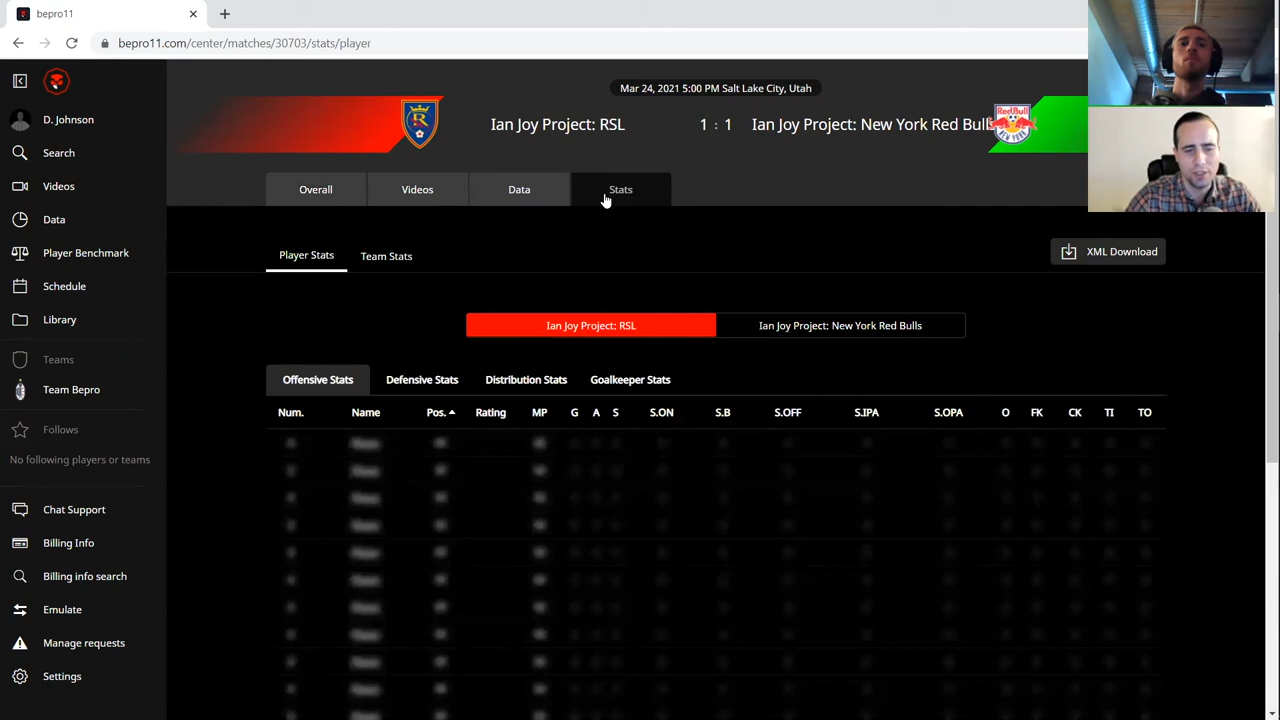 bepro11
bepro11.com/center/matches/30703/stats/player
D. Johnson
Search
Videos
Data
Player Benchmark
Schedule
Library
Teams
Team Bepro
Follows
No following players or teams
Chat Support
Billing Info
Billing info search
Emulate
Manage requests
Settings
Mar 24, 2021 5:00 PM Salt Lake City, Utah
Ian Joy Project: RSL 1 : 1 Ian Joy Project: New York Red Bulls
RedBull
NEW YORK
Overall Videos Data Stats
Player Stats Team Stats XML Download
Ian Joy Project: RSL Ian Joy Project: New York Red Bulls
Offensive Stats Defensive Stats Distribution Stats Goalkeeper Stats
Num. Name Pos. Rating MP G A S S.ON S.B S.OFF S.IPA S.OPA O FK CK TI TO